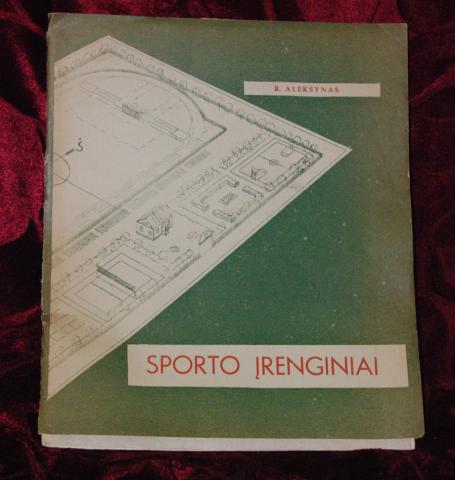 R. ALEKSYNAS
SPORTO ĮRENGINIAI